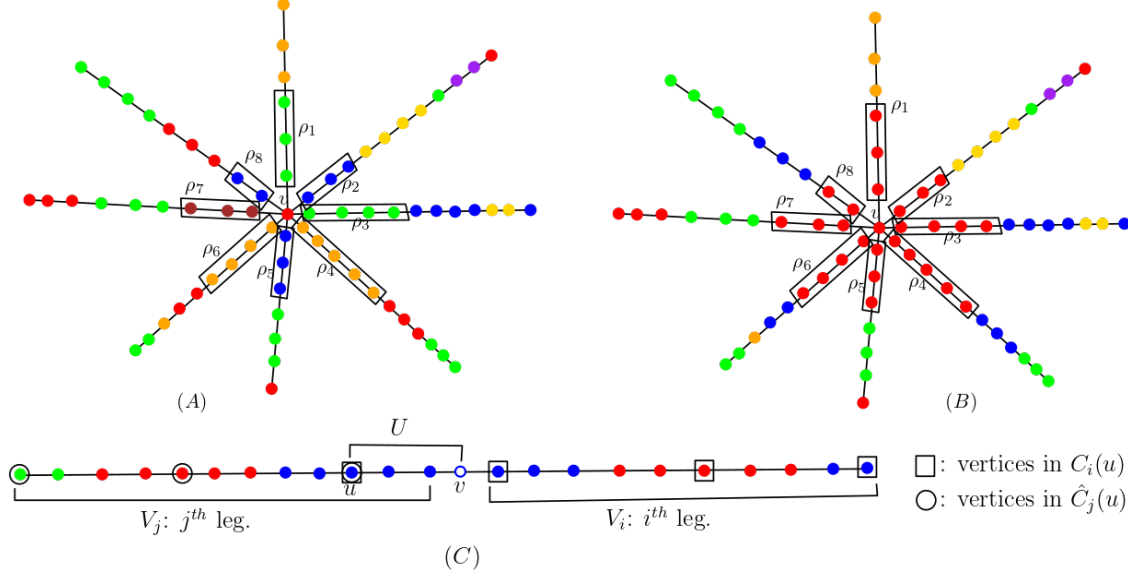 ρ₁
ρ₈
ρ₂
ρ₇
v
ρ₃
ρ₆
ρ₅
ρ₄
(A)
ρ₁
ρ₈
ρ₂
ρ₇
v
ρ₃
ρ₆
ρ₅
ρ₄
(B)
U
u
v
V_j: j^{th} leg.
V_i: i^{th} leg.
□: vertices in C_i(u)
○: vertices in Ĉ_j(u)
(C)